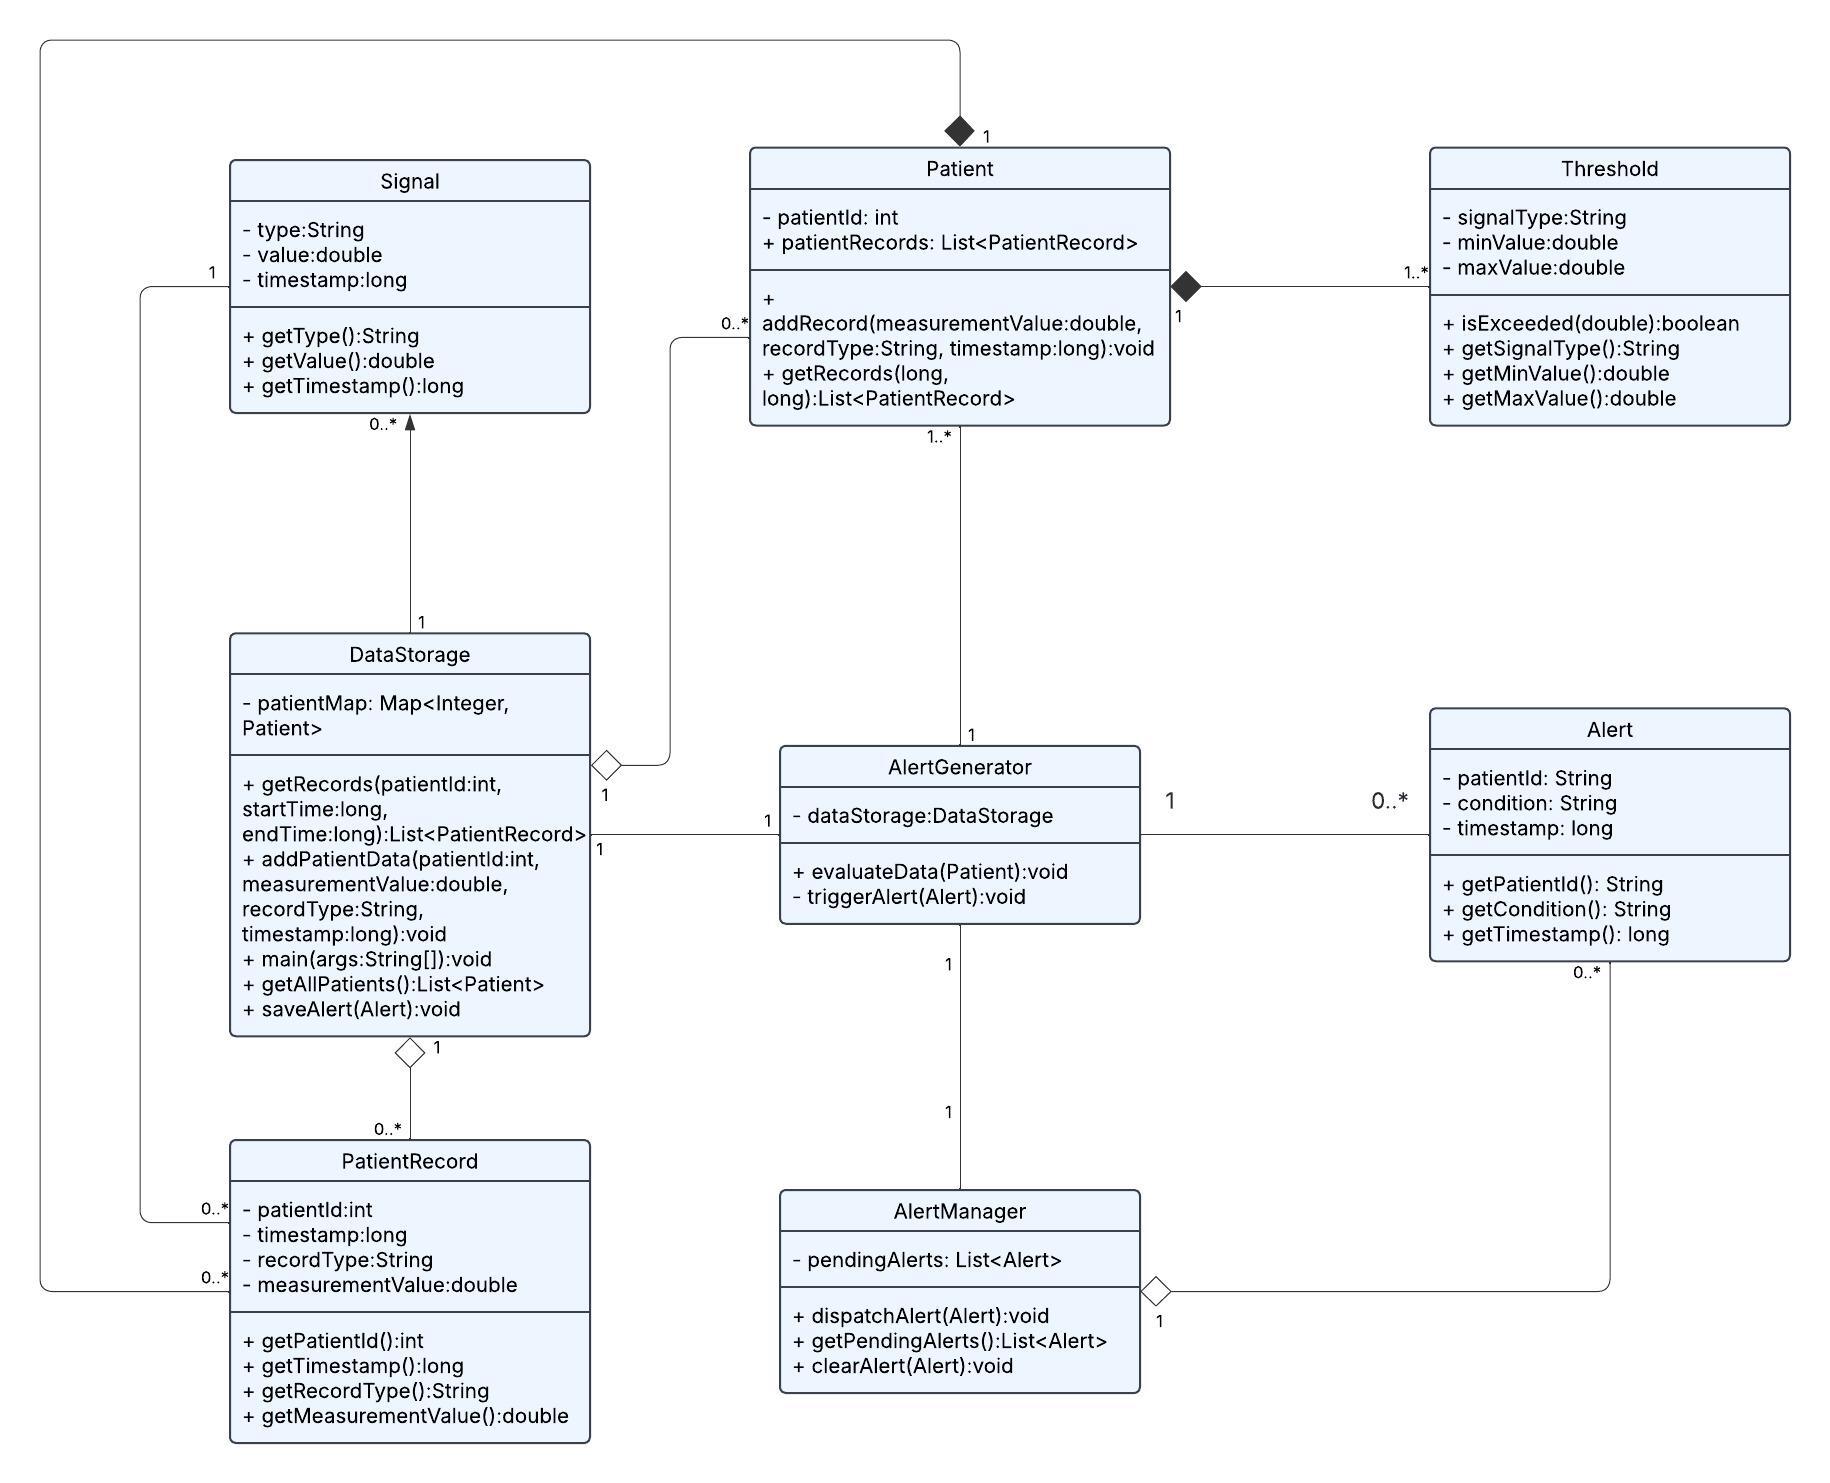 1
Signal
- type:String
- value:double
- timestamp:long
+ getType():String
+ getValue():double
+ getTimestamp():long
1
0..*
Patient
- patientId: int
+ patientRecords: List<PatientRecord>
+
addRecord(measurementValue:double,
recordType:String, timestamp:long):void
+ getRecords(long,
long):List<PatientRecord>
0..*
1..*
1
1..*
Threshold
- signalType:String
- minValue:double
- maxValue:double
+ isExceeded(double):boolean
+ getSignalType():String
+ getMinValue():double
+ getMaxValue():double
1
DataStorage
- patientMap: Map<Integer,
Patient>
+ getRecords(patientId:int,
startTime:long,
endTime:long):List<PatientRecord>
+ addPatientData(patientId:int,
measurementValue:double,
recordType:String,
timestamp:long):void
+ main(args:String[]):void
+ getAllPatients():List<Patient>
+ saveAlert(Alert):void
1
1
1
1
AlertGenerator
- dataStorage:DataStorage
+ evaluateData(Patient):void
- triggerAlert(Alert):void
1
0..*
Alert
- patientId: String
- condition: String
- timestamp: long
+ getPatientId(): String
+ getCondition(): String
+ getTimestamp(): long
0..*
1
1
1
0..*
PatientRecord
0..*
0..*
- patientId:int
- timestamp:long
- recordType:String
- measurementValue:double
+ getPatientId():int
+ getTimestamp():long
+ getRecordType():String
+ getMeasurementValue():double
AlertManager
- pendingAlerts: List<Alert>
+ dispatchAlert(Alert):void
+ getPendingAlerts():List<Alert>
+ clearAlert(Alert):void
1